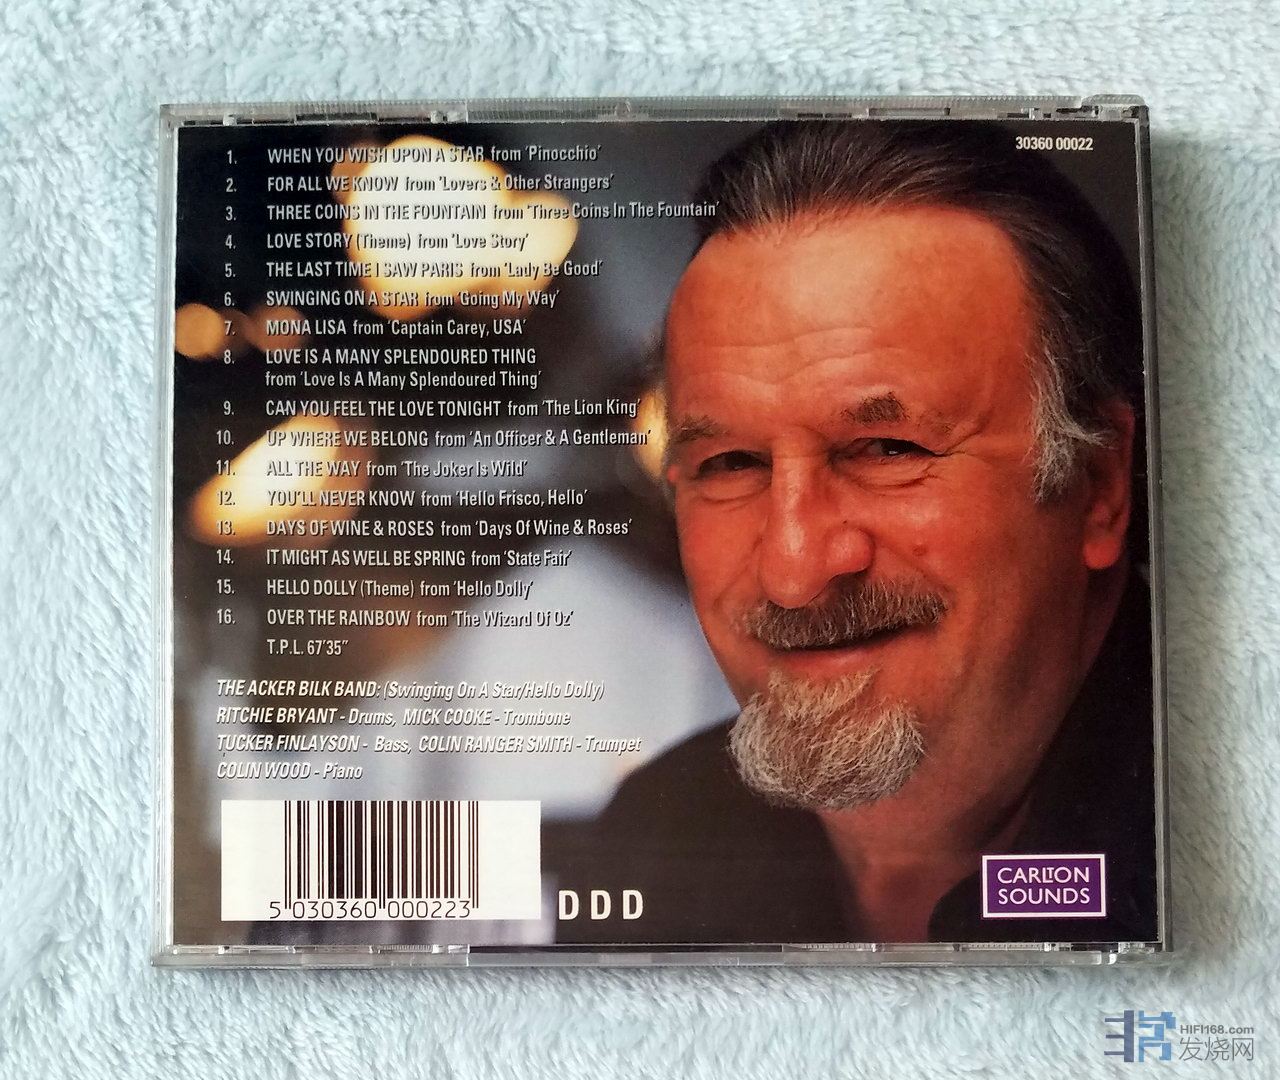 30360 00022
1. WHEN YOU WISH UPON A STAR from 'Pinocchio'
2. FOR ALL WE KNOW from 'Lovers & Other Strangers'
3. THREE COINS IN THE FOUNTAIN from 'Three Coins In The Fountain'
4. LOVE STORY (Theme) from 'Love Story'
5. THE LAST TIME I SAW PARIS from 'Lady Be Good'
6. SWINGING ON A STAR from 'Going My Way'
7. MONA LISA from 'Captain Carey, USA'
8. LOVE IS A MANY SPLENDOURED THING
from 'Love Is A Many Splendoured Thing'
9. CAN YOU FEEL THE LOVE TONIGHT from 'The Lion King'
10. UP WHERE WE BELONG from 'An Officer & A Gentleman'
11. ALL THE WAY from 'The Joker Is Wild'
12. YOU'LL NEVER KNOW from 'Hello Frisco, Hello'
13. DAYS OF WINE & ROSES from 'Days Of Wine & Roses'
14. IT MIGHT AS WELL BE SPRING from 'State Fair'
15. HELLO DOLLY (Theme) from 'Hello Dolly'
16. OVER THE RAINBOW from 'The Wizard Of Oz'
T.P.L. 67'35"
THE ACKER BILK BAND: (Swinging On A Star/Hello Dolly)
RITCHIE BRYANT - Drums, MICK COOKE - Trombone
TUCKER FINLAYSON - Bass, COLIN RANGER SMITH - Trumpet
COLIN WOOD - Piano
5 030360 000223
DDD
CARLTON
SOUNDS
HIFI168.com
发烧网